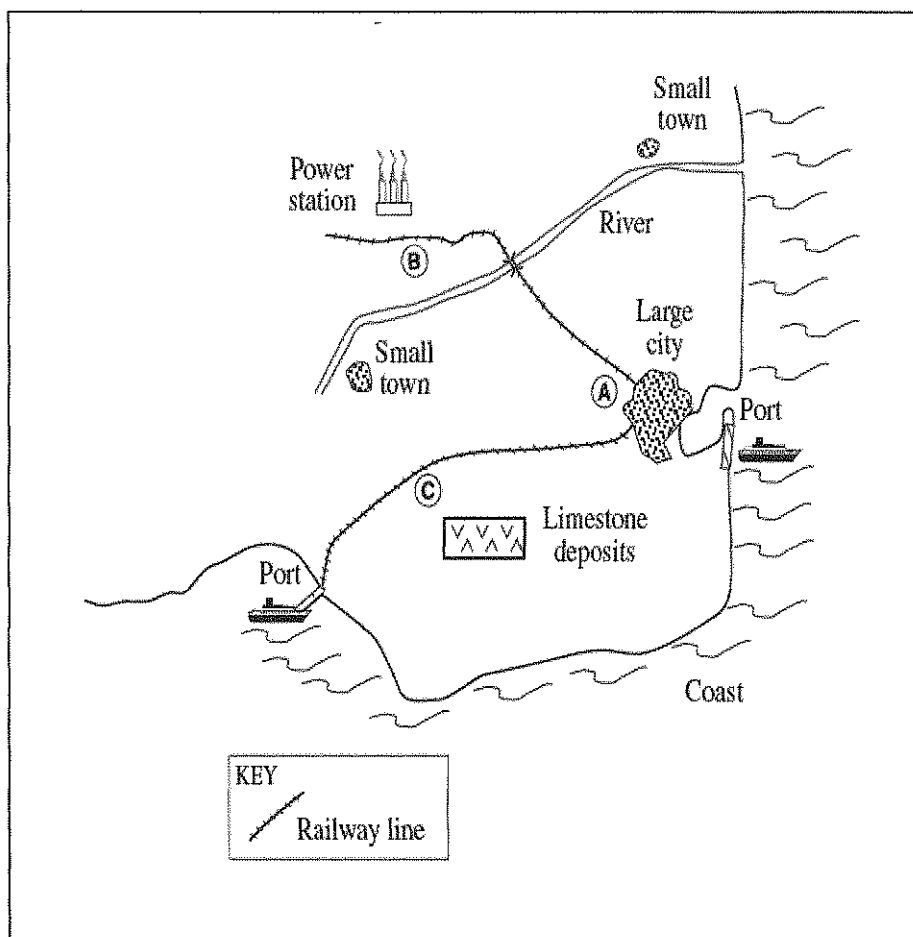 Small
town
Power
station
River
B
Large
city
Small
town
A
Port
C
Limestone
deposits
Port
Coast
KEY
Railway line